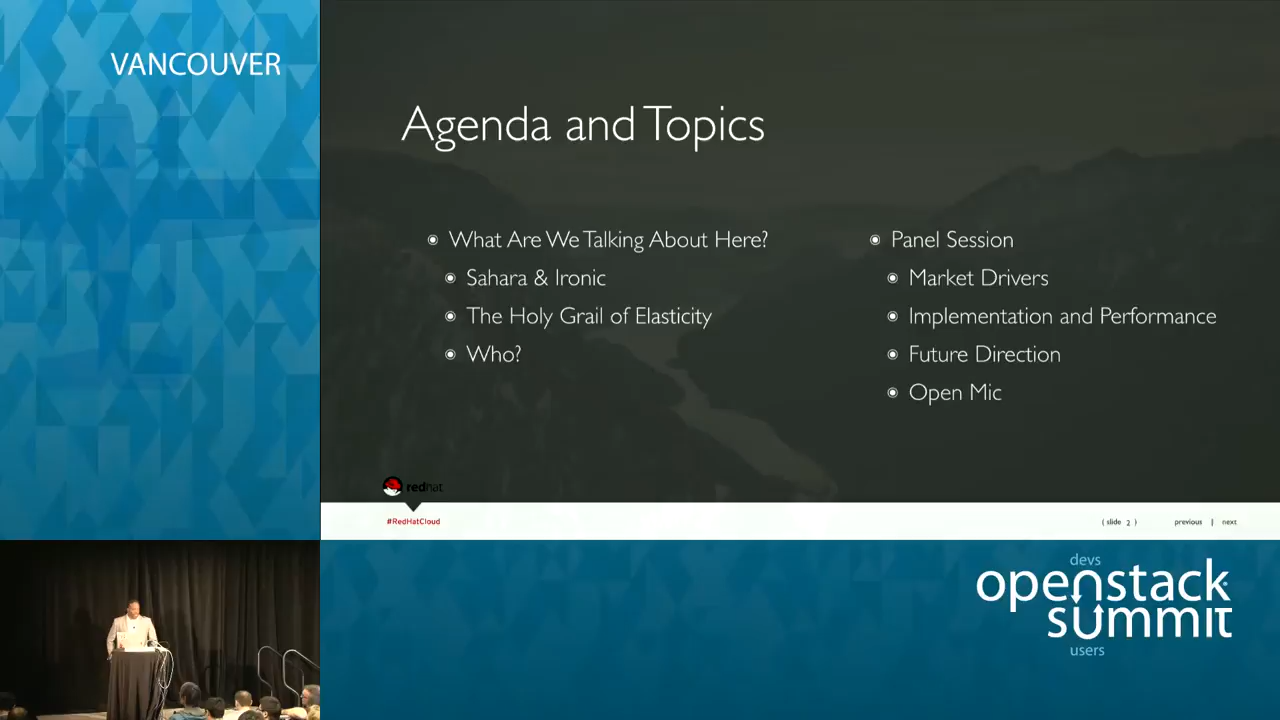 VANCOUVER
Agenda and Topics
What Are We Talking About Here?
Sahara & Ironic
The Holy Grail of Elasticity
Who?
Panel Session
Market Drivers
Implementation and Performance
Future Direction
Open Mic
redhat.
#RedHatCloud
( slide 2 )
previous | next
devs
openstack
summit
users